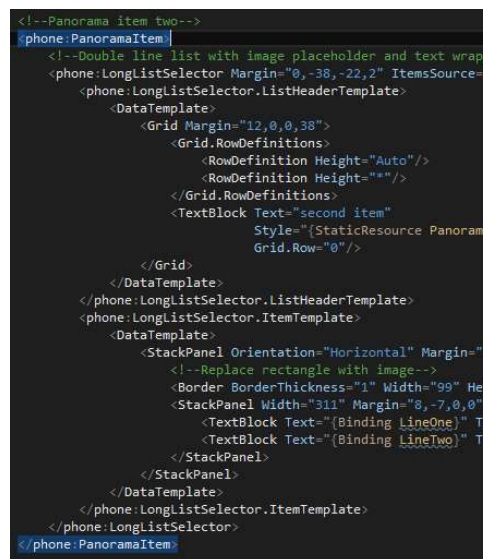 <!--Panorama item two-->
<phone:PanoramaItem>
<!--Double line list with image placeholder and text wrap
<phone:LongListSelector Margin="0,-38,-22,2" ItemsSource=
<phone:LongListSelector.ListHeaderTemplate>
<DataTemplate>
<Grid Margin="12,0,0,38">
<Grid.RowDefinitions>
<RowDefinition Height="Auto"/>
<RowDefinition Height="*"/>
</Grid.RowDefinitions>
<TextBlock Text="second item"
Style="{StaticResource Panoram
Grid.Row="0"/>
</Grid>
</DataTemplate>
</phone:LongListSelector.ListHeaderTemplate>
<phone:LongListSelector.ItemTemplate>
<DataTemplate>
<StackPanel Orientation="Horizontal" Margin="
<!--Replace rectangle with image-->
<Border BorderThickness="1" Width="99" He
<StackPanel Width="311" Margin="8,-7,0,0"
<TextBlock Text="{Binding LineOne}" T
<TextBlock Text="{Binding LineTwo}" T
</StackPanel>
</StackPanel>
</DataTemplate>
</phone:LongListSelector.ItemTemplate>
</phone:LongListSelector>
</phone:PanoramaItem>